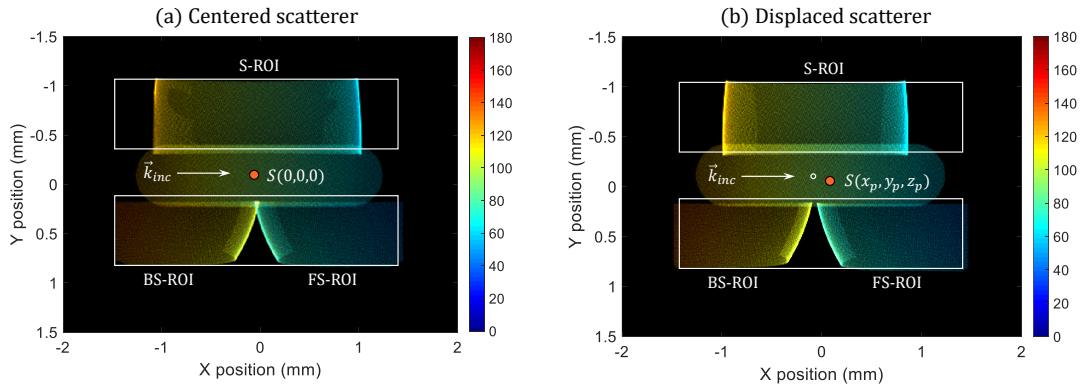 (a) Centered scatterer
-1.5
-1
-0.5
0
0.5
1
1.5
Y position (mm)
-2
-1
0
1
2
X position (mm)
S-ROI
k⃗inc
S(0,0,0)
BS-ROI
FS-ROI
180
160
140
120
100
80
60
40
20
0
(b) Displaced scatterer
-1.5
-1
-0.5
0
0.5
1
1.5
Y position (mm)
-2
-1
0
1
2
X position (mm)
S-ROI
k⃗inc
S(xp, yp, zp)
BS-ROI
FS-ROI
180
160
140
120
100
80
60
40
20
0